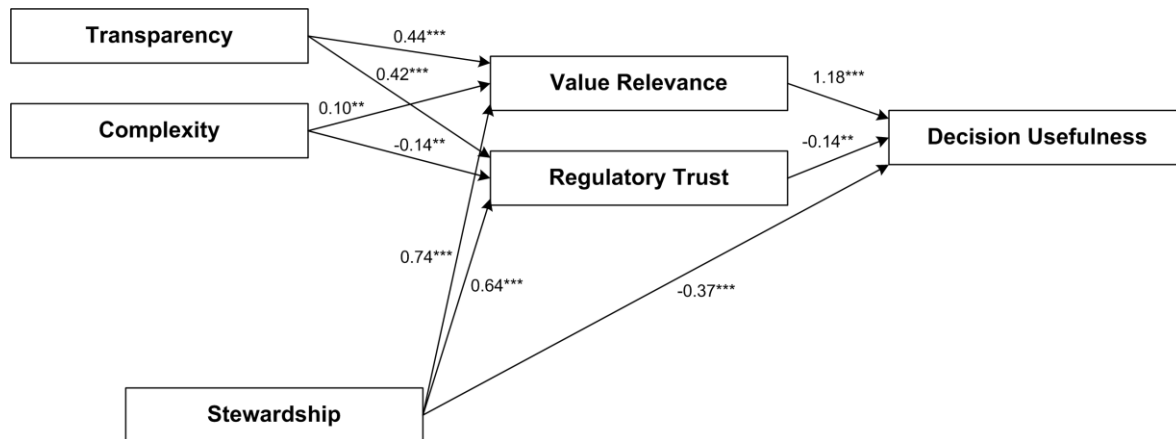 Transparency
0.44***
Value Relevance
1.18***
0.42***
Complexity
0.10**
-0.14**
Decision Usefulness
-0.14**
Regulatory Trust
0.74***
0.64***
-0.37***
Stewardship